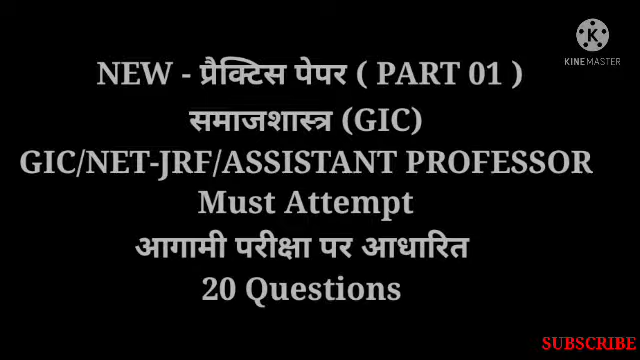 KINEMASTER
NEW - प्रैक्टिस पेपर ( PART 01 )
समाजशास्त्र (GIC)
GIC/NET-JRF/ASSISTANT PROFESSOR
Must Attempt
आगामी परीक्षा पर आधारित
20 Questions
SUBSCRIBE